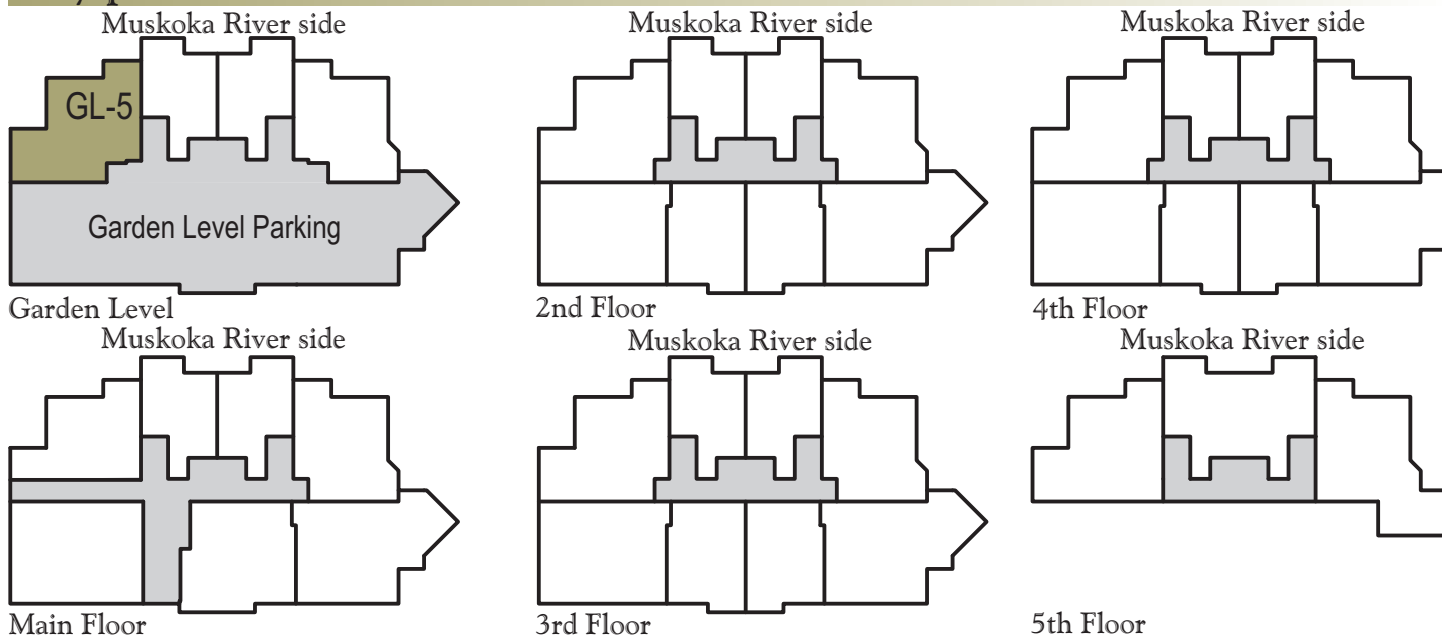 Muskoka River side
GL-5
Garden Level Parking
Garden Level
Muskoka River side
2nd Floor
Muskoka River side
4th Floor
Muskoka River side
Main Floor
Muskoka River side
3rd Floor
Muskoka River side
5th Floor